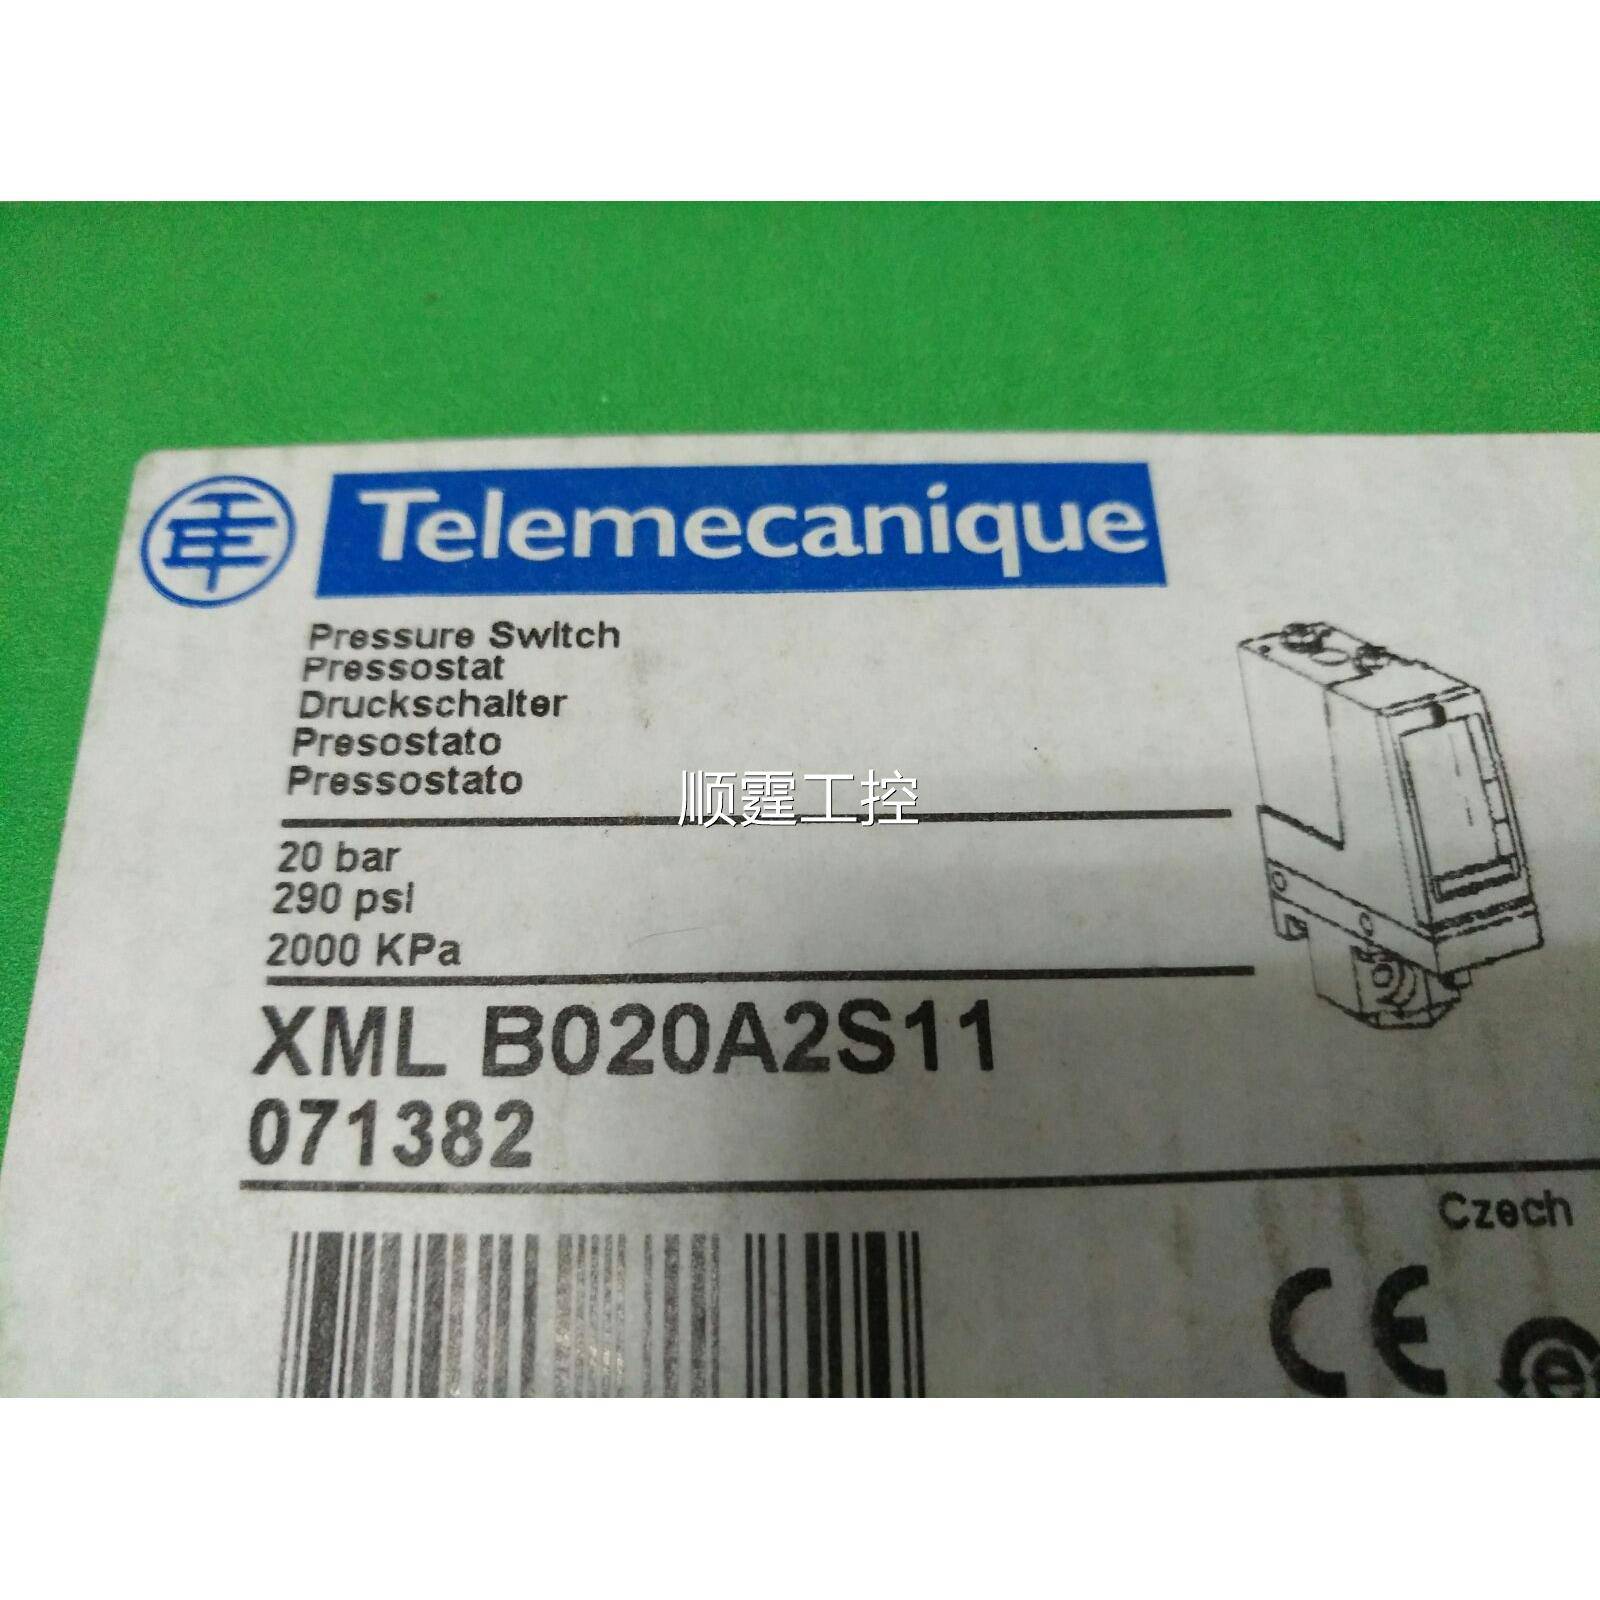 Telemecanique
Pressure Switch
Pressostat
Druckschalter
Presostato
Pressostato
顺霆工控
20 bar
290 psi
2000 KPa
XML B020A2S11
071382
Czech
CE
e